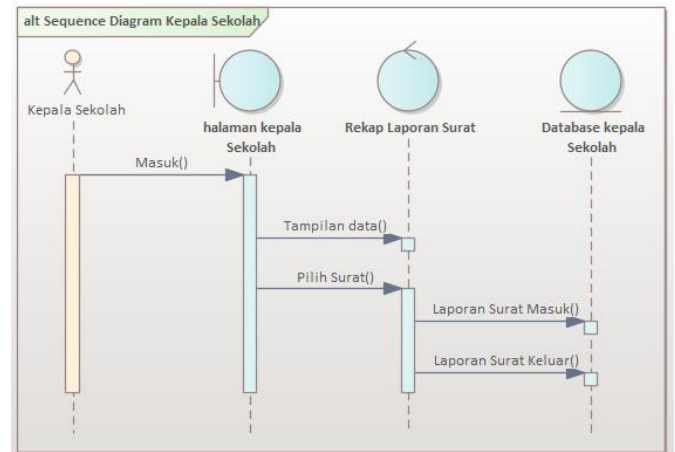 alt Sequence Diagram Kepala Sekolah
Kepala Sekolah
halaman kepala
Sekolah
Rekap Laporan Surat
Database kepala
Sekolah
Masuk()
Tampilan data()
Pilih Surat()
Laporan Surat Masuk()
Laporan Surat Keluar()